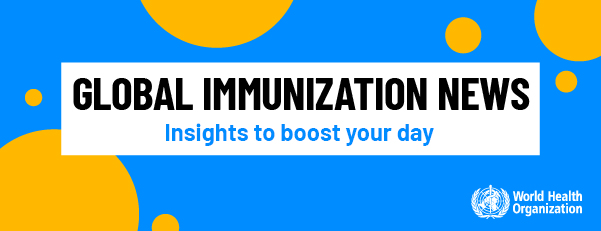 GLOBAL IMMUNIZATION NEWS
Insights to boost your day
World Health
Organization